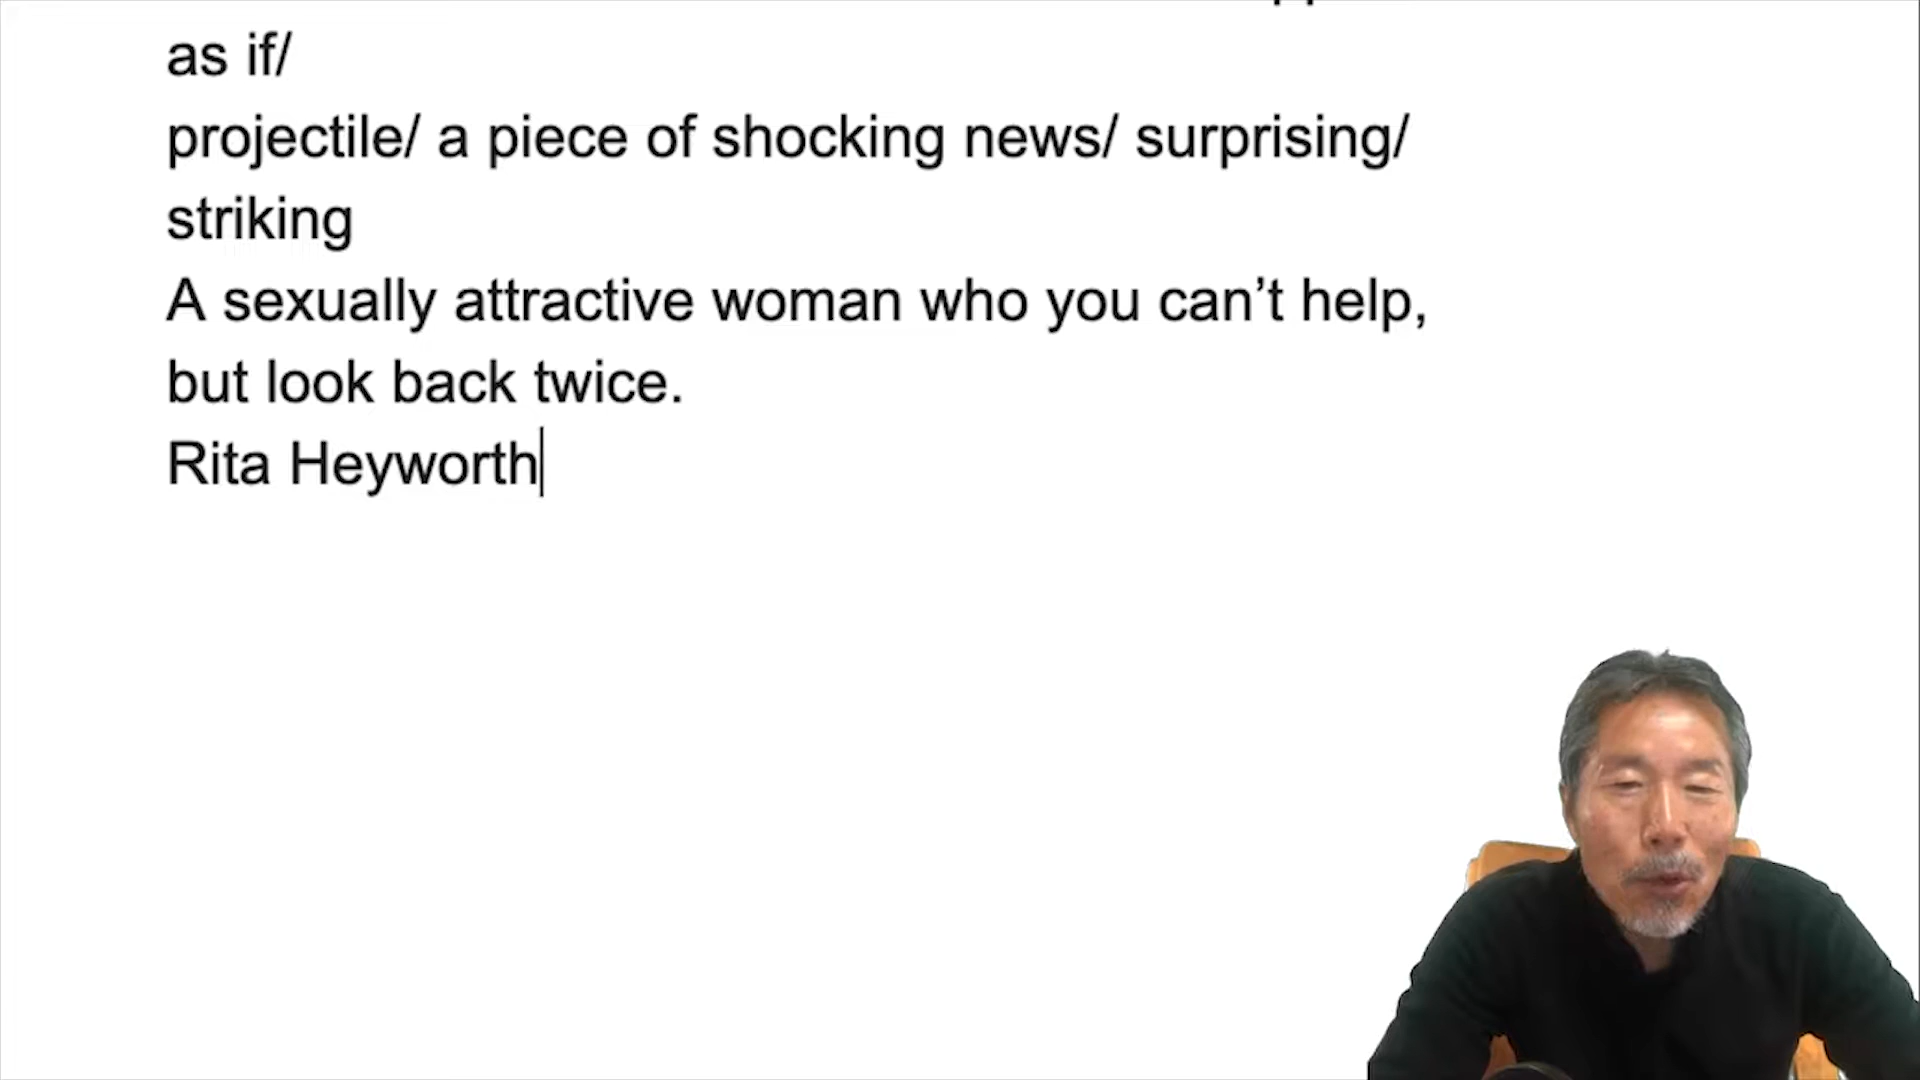 as if/
projectile/ a piece of shocking news/ surprising/
striking
A sexually attractive woman who you can’t help,
but look back twice.
Rita Heyworth